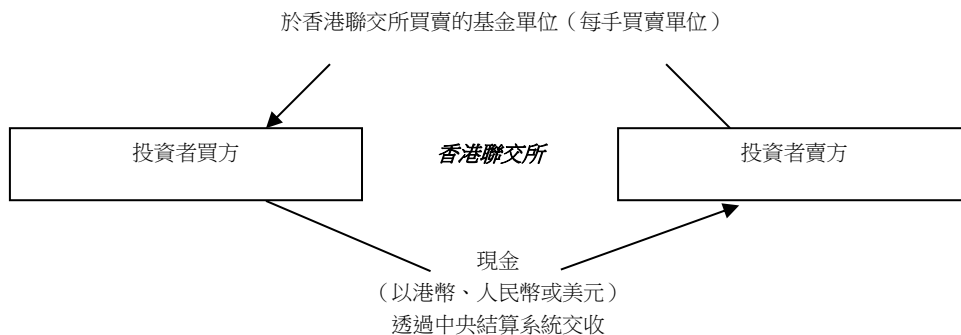 於香港聯交所買賣的基金單位（每手買賣單位）
投資者買方
香港聯交所
投資者賣方
現金
（以港幣、人民幣或美元）
透過中央結算系統交收